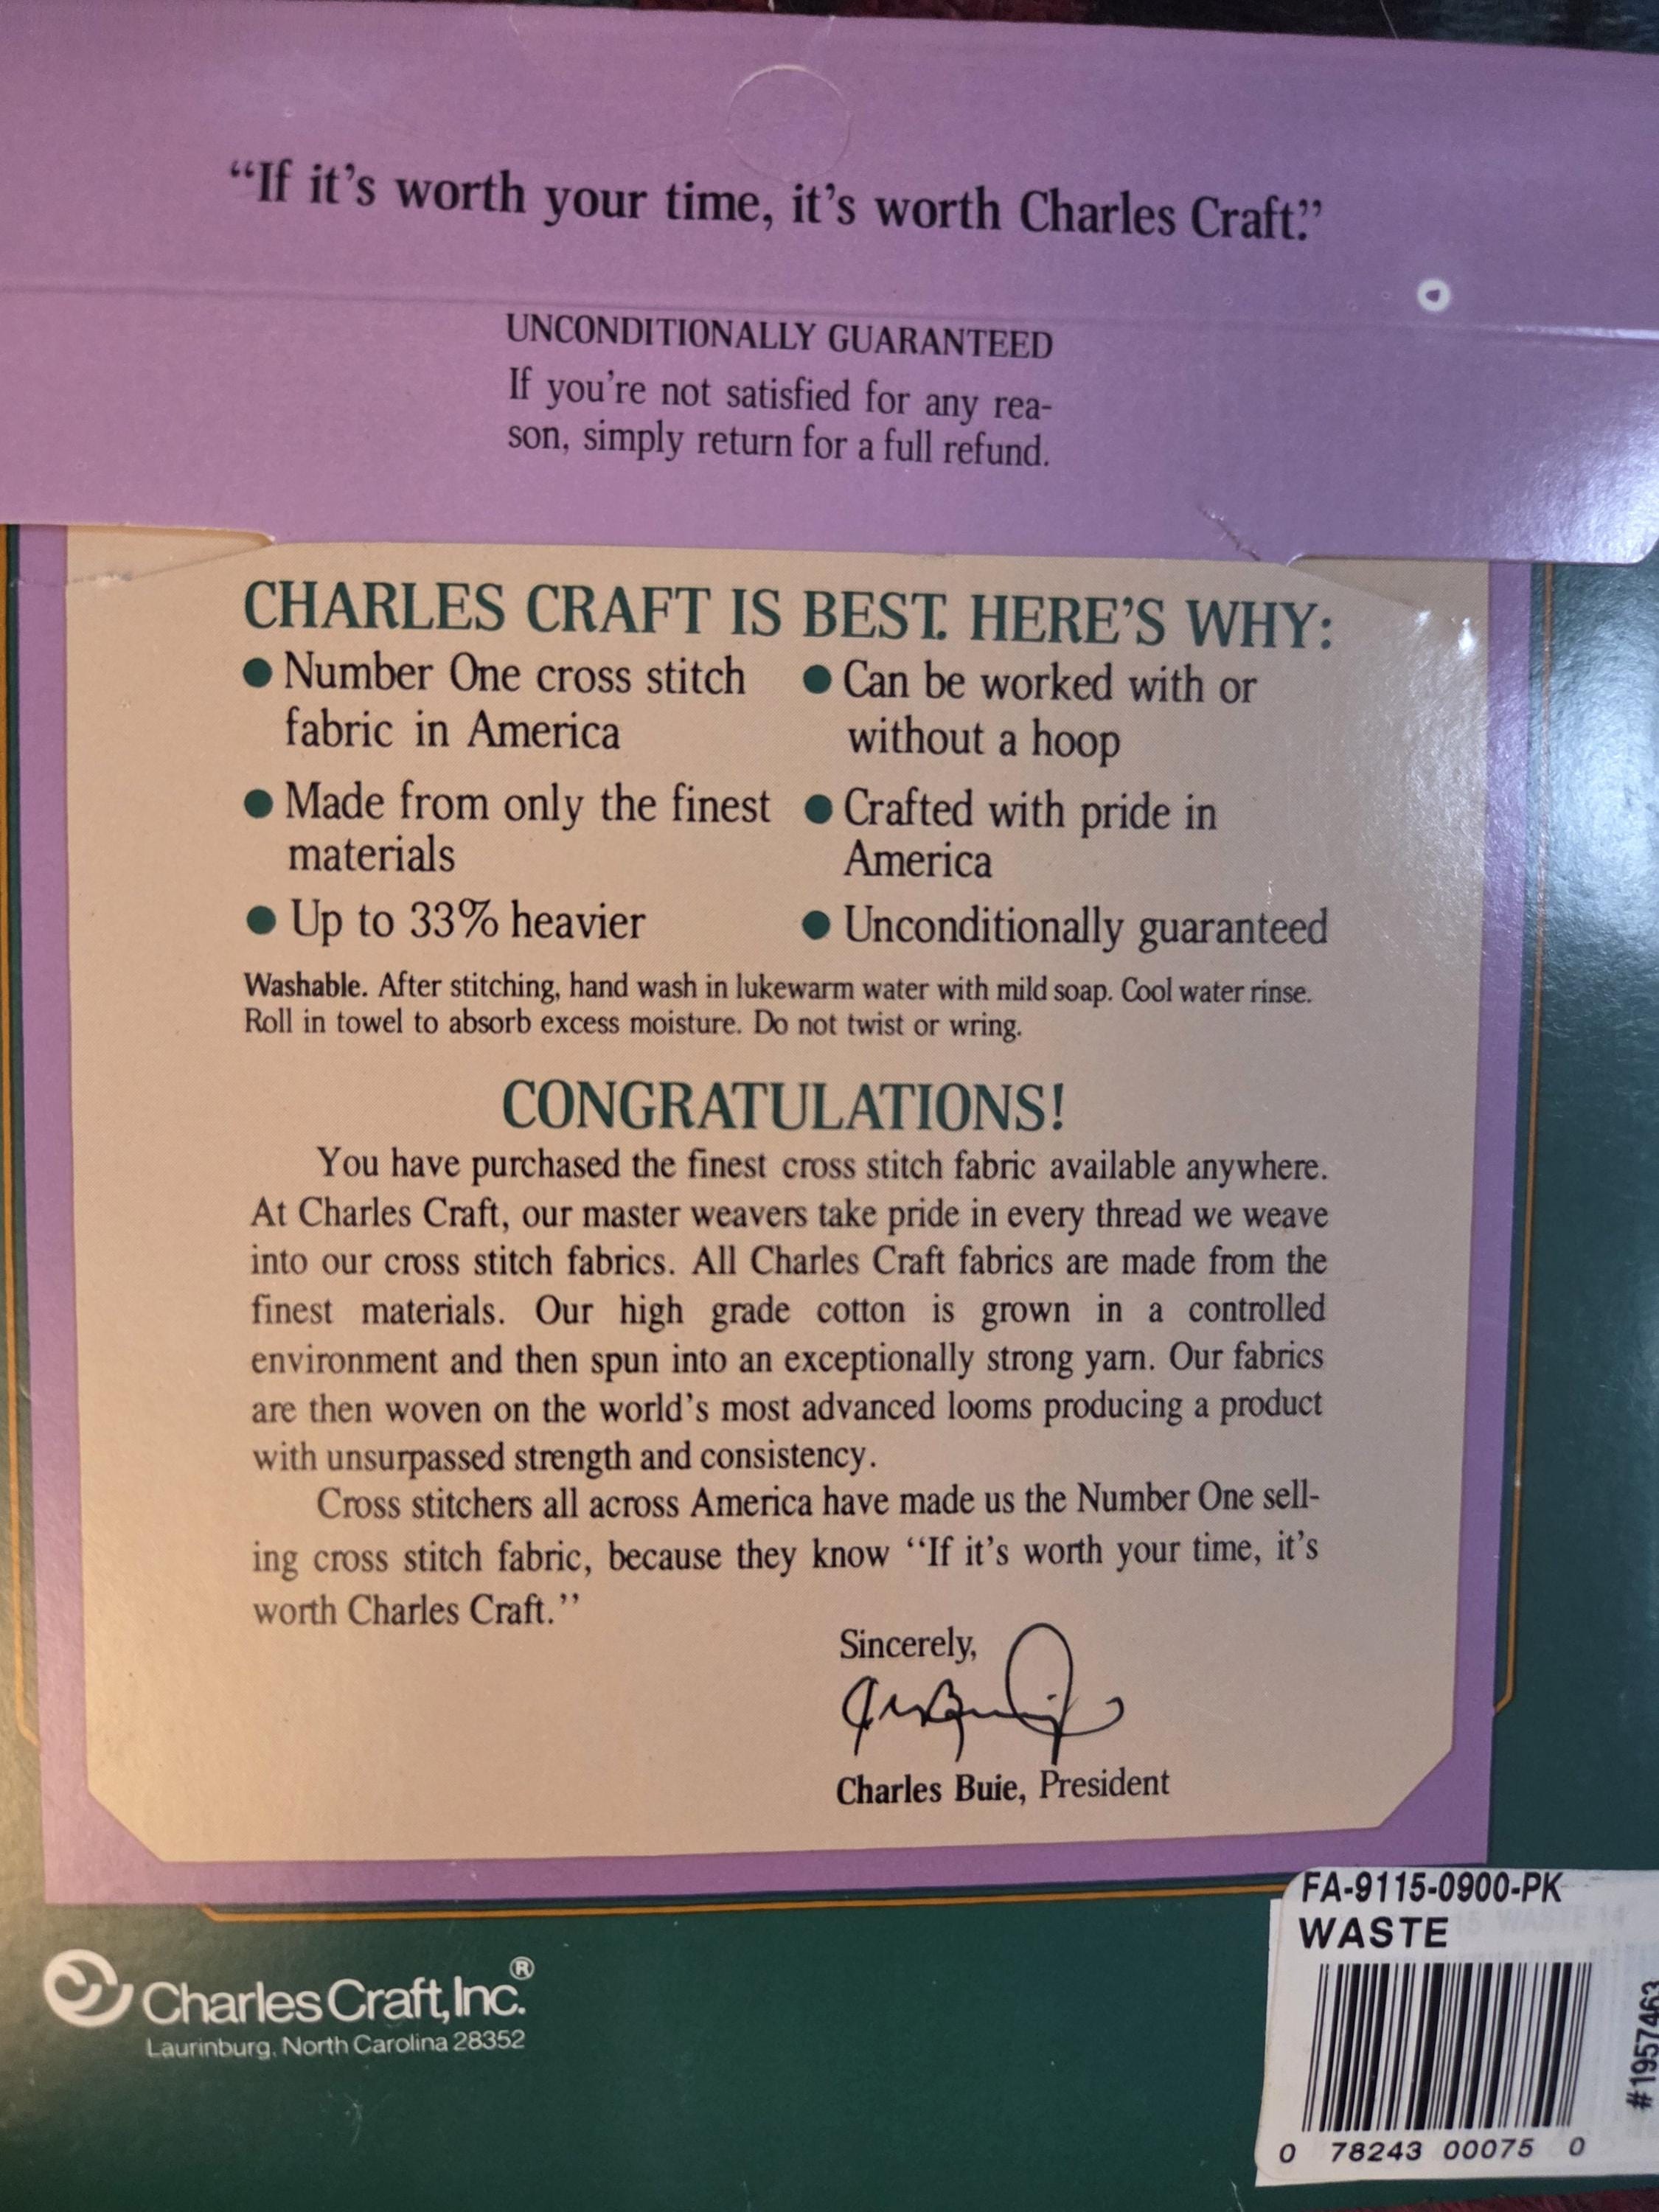 “If it’s worth your time, it’s worth Charles Craft.”
UNCONDITIONALLY GUARANTEED
If you’re not satisfied for any rea-
son, simply return for a full refund.
CHARLES CRAFT IS BEST. HERE’S WHY:
● Number One cross stitch
fabric in America
● Made from only the finest
materials
● Up to 33% heavier
● Can be worked with or
without a hoop
● Crafted with pride in
America
● Unconditionally guaranteed
Washable. After stitching, hand wash in lukewarm water with mild soap. Cool water rinse.
Roll in towel to absorb excess moisture. Do not twist or wring.
CONGRATULATIONS!
You have purchased the finest cross stitch fabric available anywhere.
At Charles Craft, our master weavers take pride in every thread we weave
into our cross stitch fabrics. All Charles Craft fabrics are made from the
finest materials. Our high grade cotton is grown in a controlled
environment and then spun into an exceptionally strong yarn. Our fabrics
are then woven on the world’s most advanced looms producing a product
with unsurpassed strength and consistency.
Cross stitchers all across America have made us the Number One sell-
ing cross stitch fabric, because they know “If it’s worth your time, it’s
worth Charles Craft.”
Sincerely,
Charles Buie, President
Charles Craft, Inc.®
Laurinburg, North Carolina 28352
FA-9115-0900-PK
WASTE
#1957463
0 78243 00075 0